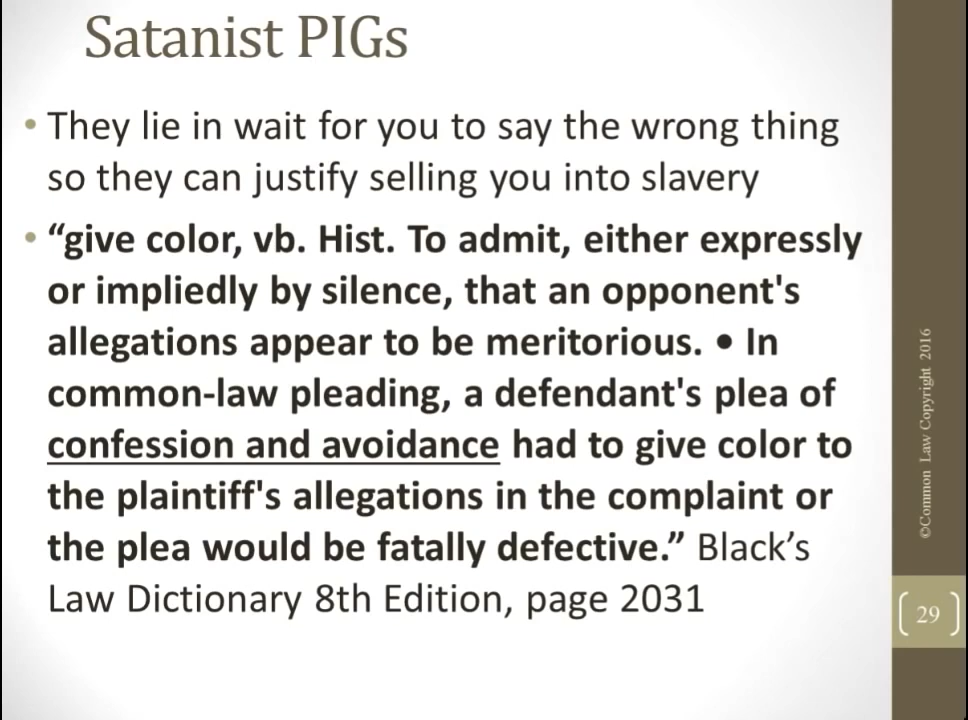 Satanist PIGs
• They lie in wait for you to say the wrong thing
so they can justify selling you into slavery
• “give color, vb. Hist. To admit, either expressly
or impliedly by silence, that an opponent's
allegations appear to be meritorious. • In
common-law pleading, a defendant's plea of
confession and avoidance had to give color to
the plaintiff's allegations in the complaint or
the plea would be fatally defective.” Black’s
Law Dictionary 8th Edition, page 2031
©Common Law Copyright 2016
29